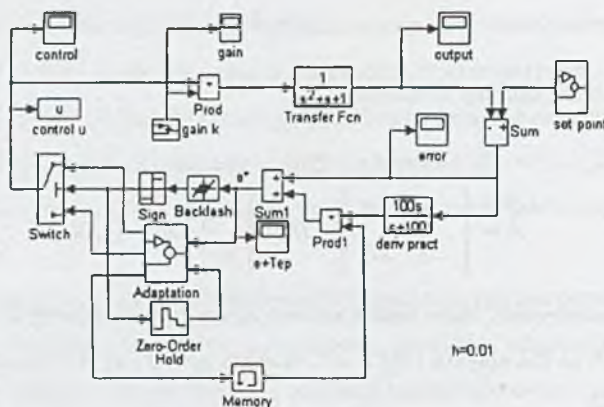 control
gain
output
Prod
s²+s+1
Transfer Fcn
set point
u
control u
gain k
Sum
error
e*
100s
s+100
deriv pract
Switch
Sign
Backlash
Sum1
Prod1
e+Tep
Adaptation
Zero-Order
Hold
Memory
h=0.01